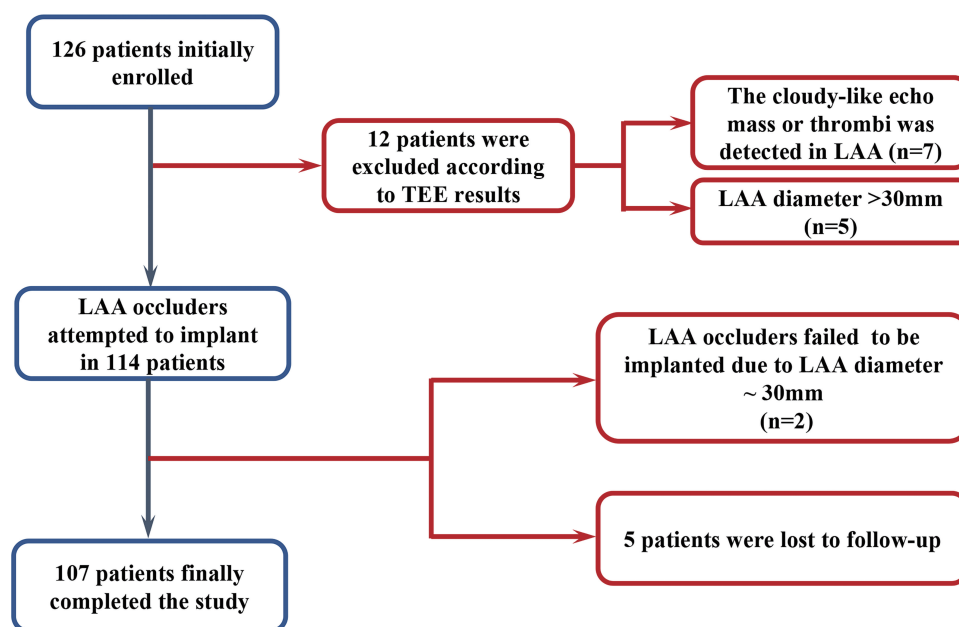 126 patients initially
enrolled
12 patients were
excluded according
to TEE results
The cloudy-like echo
mass or thrombi was
detected in LAA (n=7)
LAA diameter >30mm
(n=5)
LAA occluders
attempted to implant
in 114 patients
LAA occluders failed to be
implanted due to LAA diameter
~ 30mm
(n=2)
5 patients were lost to follow-up
107 patients finally
completed the study